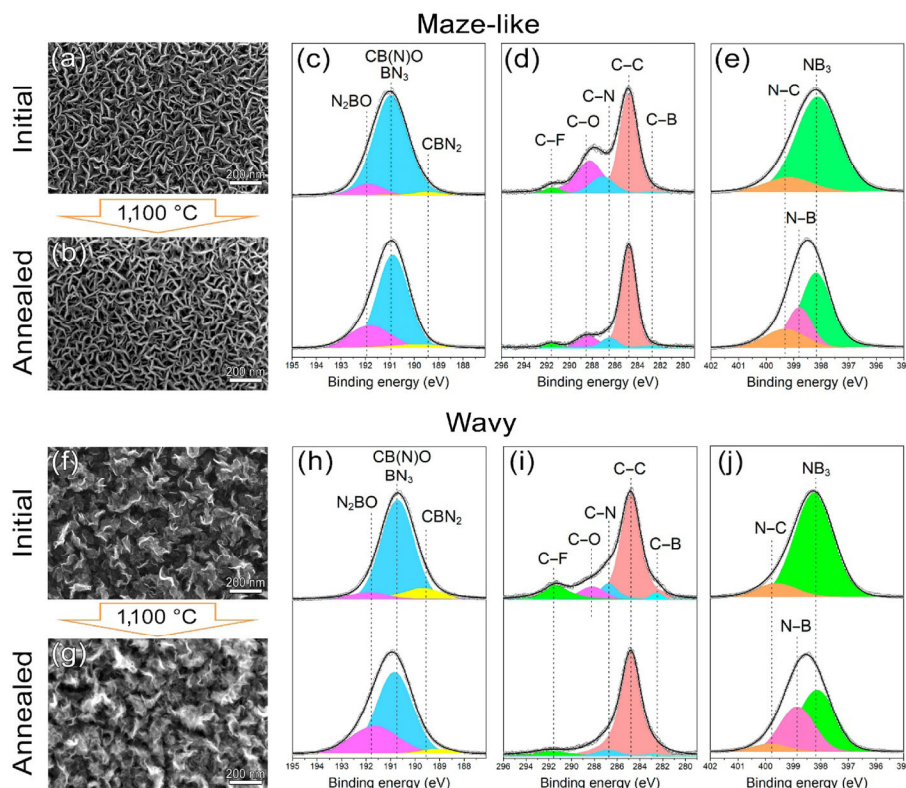 Maze-like
Initial
(a)
200 nm
1,100 °C
Annealed
(b)
200 nm
(c)
CB(N)O
BN₃
N₂BO
CBN₂
195 194 193 192 191 190 189 188
Binding energy (eV)
(d)
C–C
C–N
C–O
C–F
C–B
296 294 292 290 288 286 284 282 280
Binding energy (eV)
(e)
NB₃
N–C
N–B
402 401 400 399 398 397 396 39
Binding energy (eV)
Wavy
Initial
(f)
200 nm
1,100 °C
Annealed
(g)
200 nm
(h)
CB(N)O
BN₃
N₂BO
CBN₂
195 194 193 192 191 190 189 188
Binding energy (eV)
(i)
C–C
C–N
C–O
C–F
C–B
296 294 292 290 288 286 284 282 280
Binding energy (eV)
(j)
NB₃
N–C
N–B
402 401 400 399 398 397 396 39
Binding energy (eV)